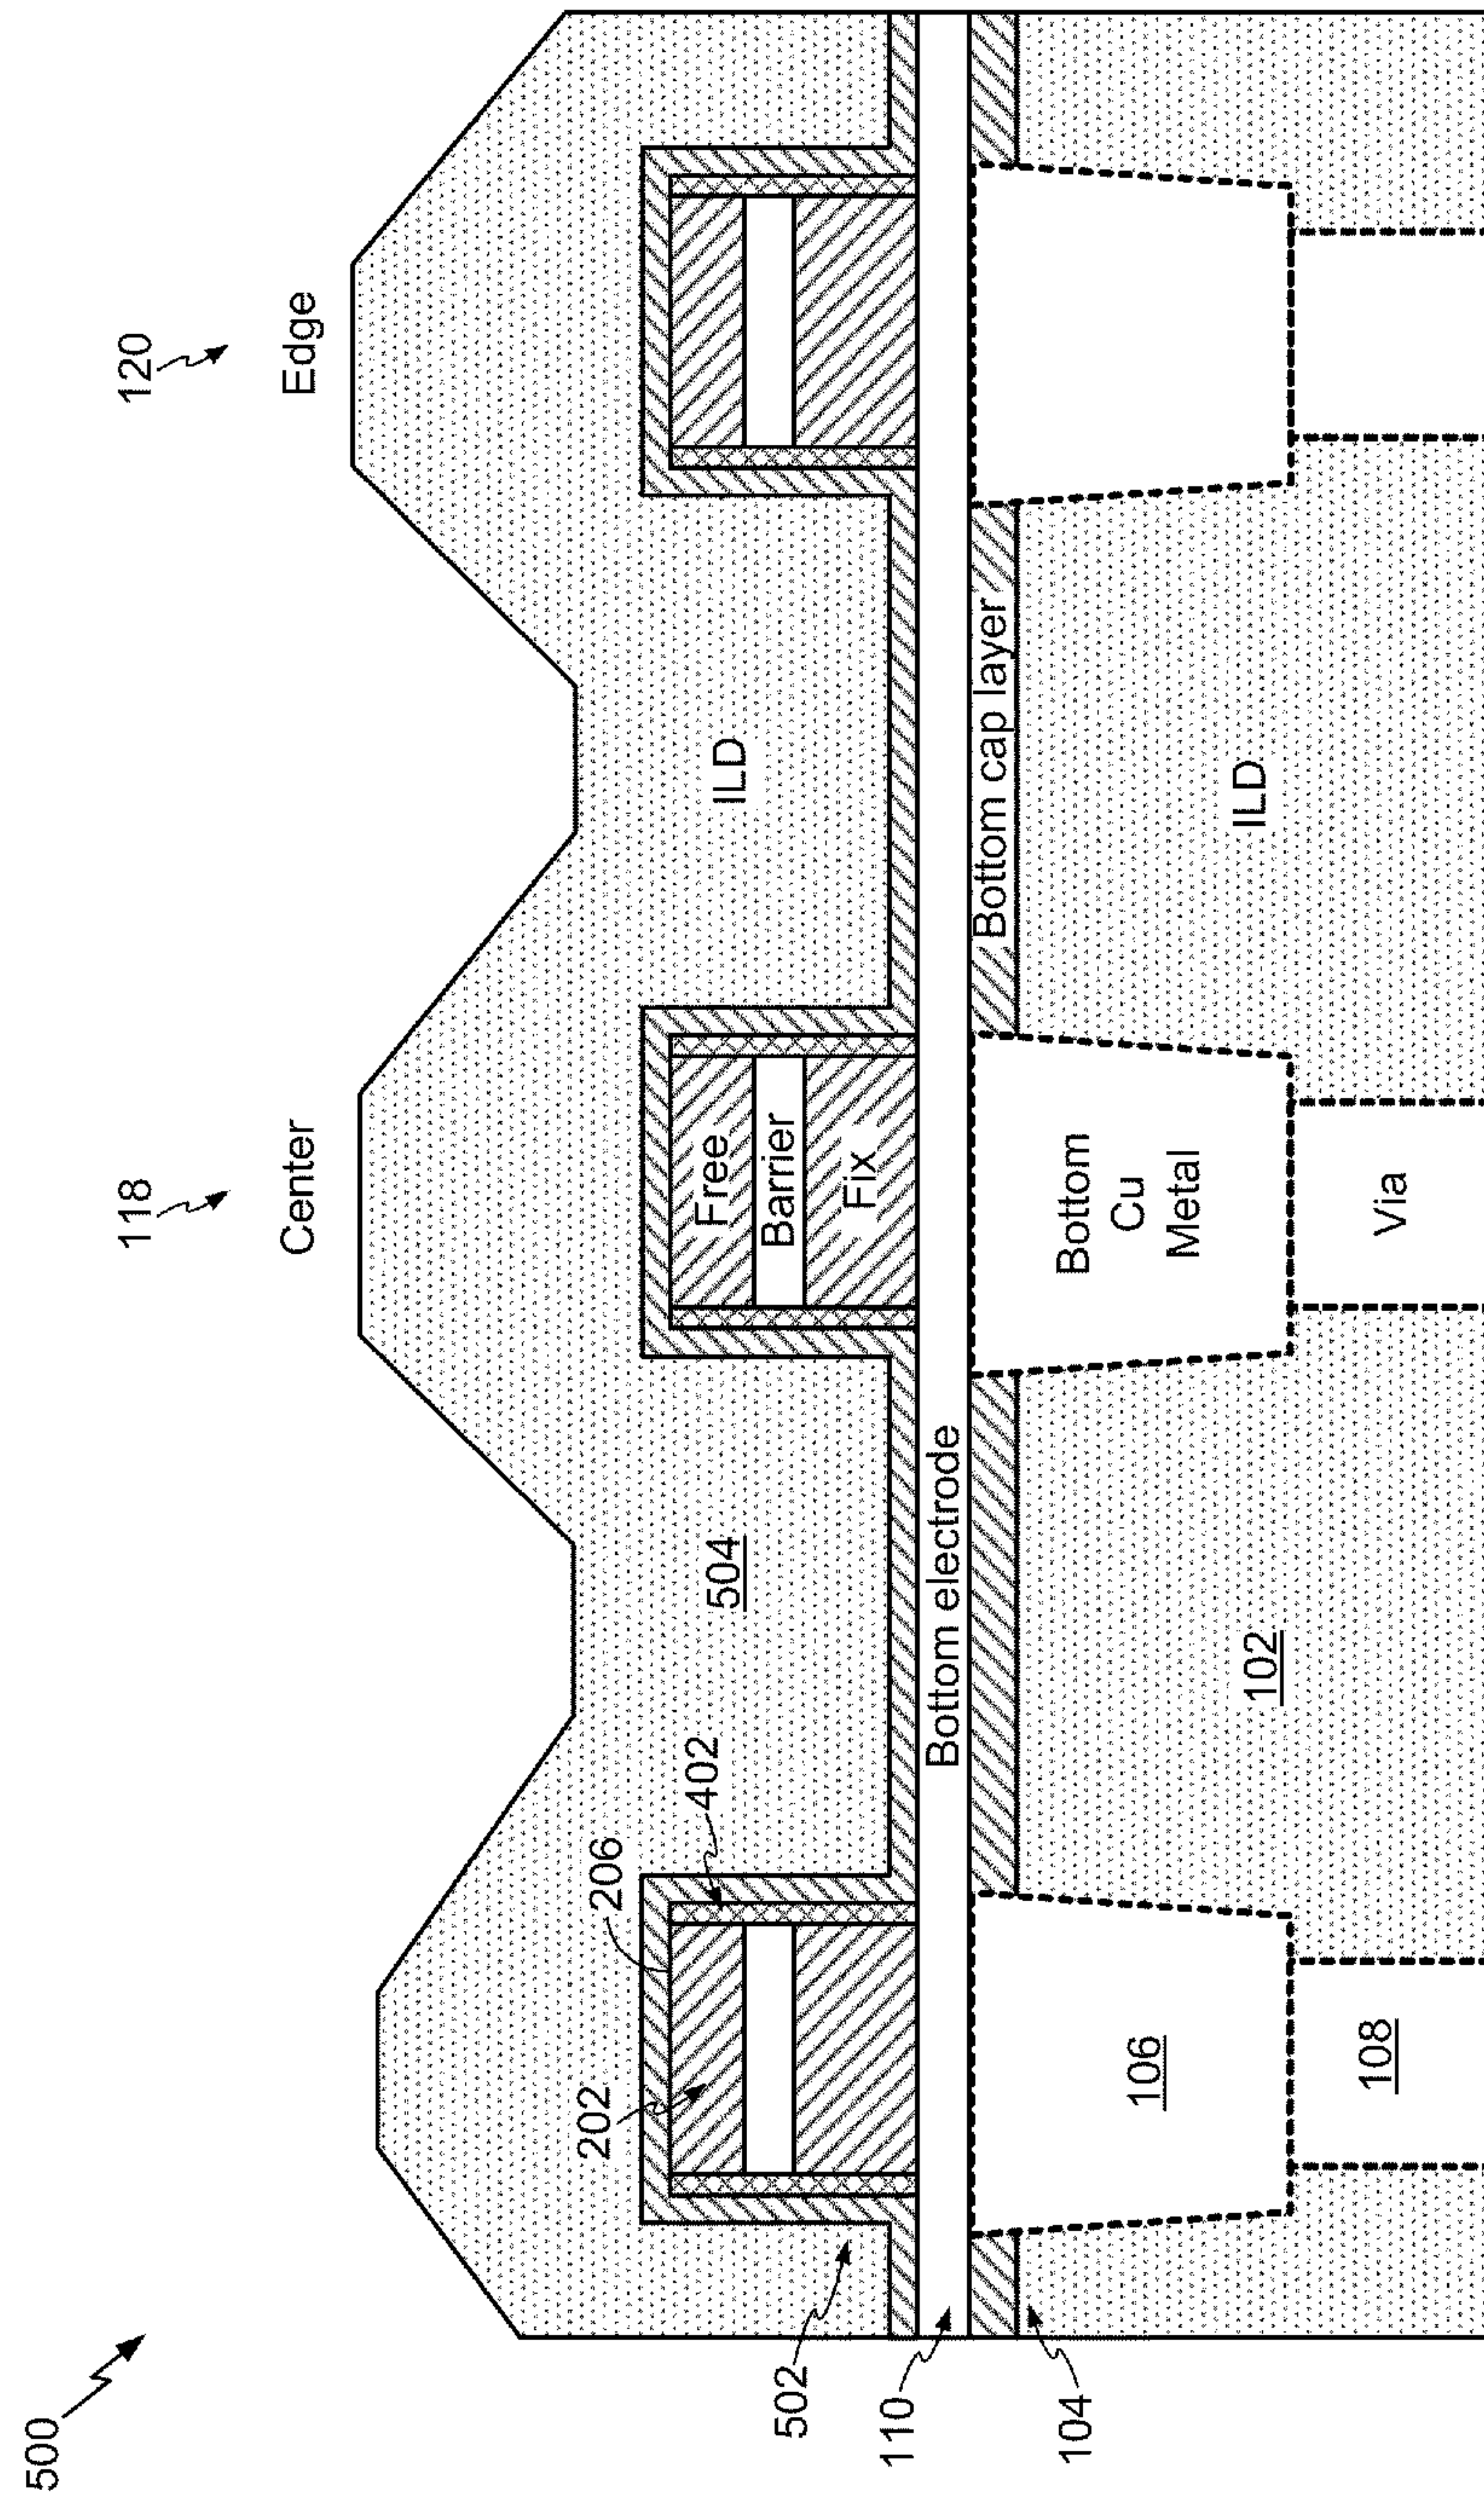 500
118
120
Center
Edge
202
206
402
504
ILD
Free
Barrier
Fix
502
110
Bottom electrode
104
Bottom cap layer
106
Bottom
Cu
Metal
102
ILD
108
Via